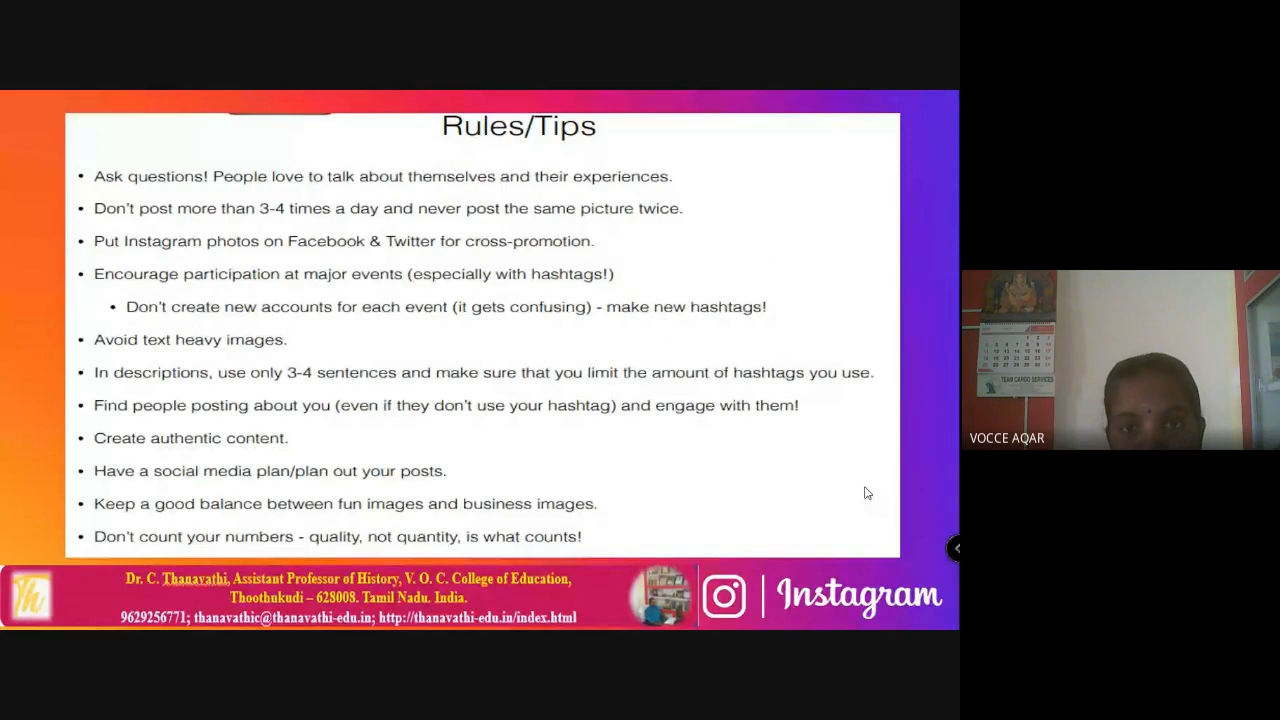 Rules/Tips
• Ask questions! People love to talk about themselves and their experiences.
• Don't post more than 3-4 times a day and never post the same picture twice.
• Put Instagram photos on Facebook & Twitter for cross-promotion.
• Encourage participation at major events (especially with hashtags!)
• Don't create new accounts for each event (it gets confusing) - make new hashtags!
• Avoid text heavy images.
• In descriptions, use only 3-4 sentences and make sure that you limit the amount of hashtags you use.
• Find people posting about you (even if they don't use your hashtag) and engage with them!
• Create authentic content.
• Have a social media plan/plan out your posts.
• Keep a good balance between fun images and business images.
• Don't count your numbers - quality, not quantity, is what counts!
Th
Dr. C. Thanavathi, Assistant Professor of History, V. O. C. College of Education,
Thoothukudi – 628008. Tamil Nadu. India.
9629256771; thanavathic@thanavathi-edu.in; http://thanavathi-edu.in/index.html
Instagram
TEAM CARGO SERVICES
VOCCE AQAR